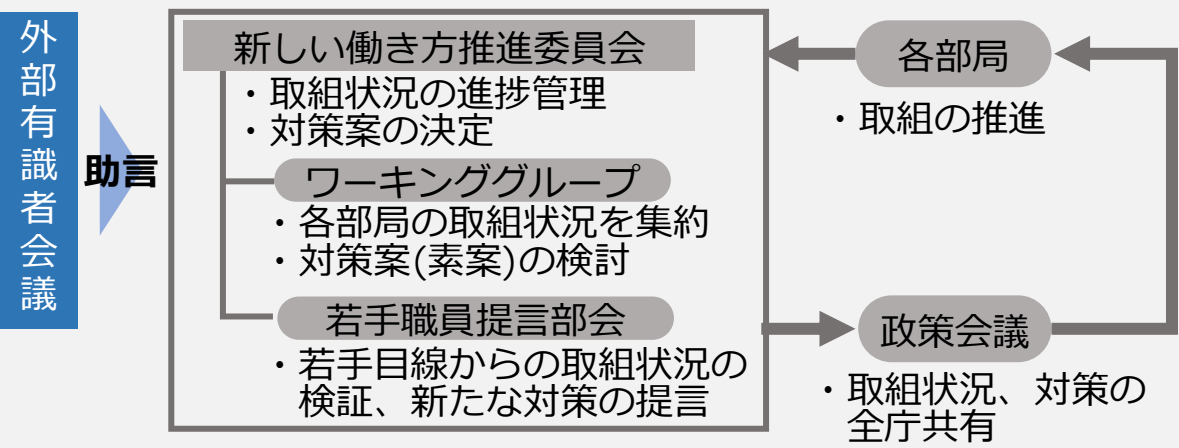 外部有識者会議
助言
新しい働き方推進委員会
・取組状況の進捗管理
・対策案の決定
ワーキンググループ
・各部局の取組状況を集約
・対策案(素案)の検討
若手職員提言部会
・若手目線からの取組状況の
検証、新たな対策の提言
各部局
・取組の推進
政策会議
・取組状況、対策の
全庁共有